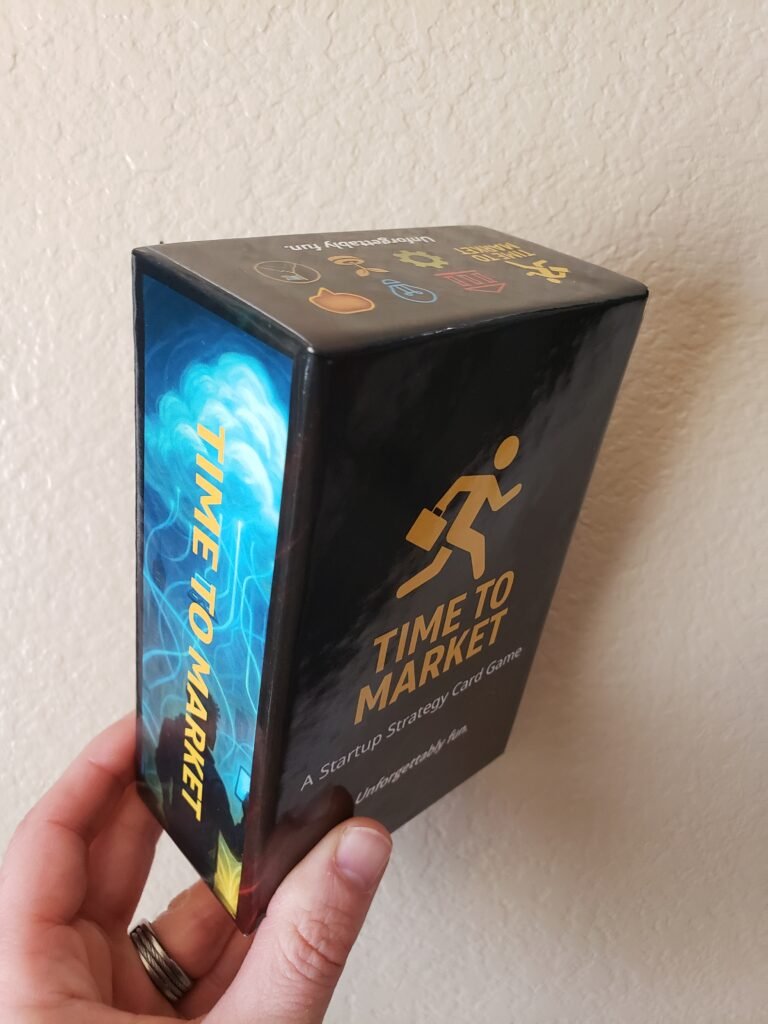 Unforgettably fun.
TIME TO
MARKET
TIME TO MARKET
TIME TO
MARKET
A Startup Strategy Card Game
Unforgettably fun.